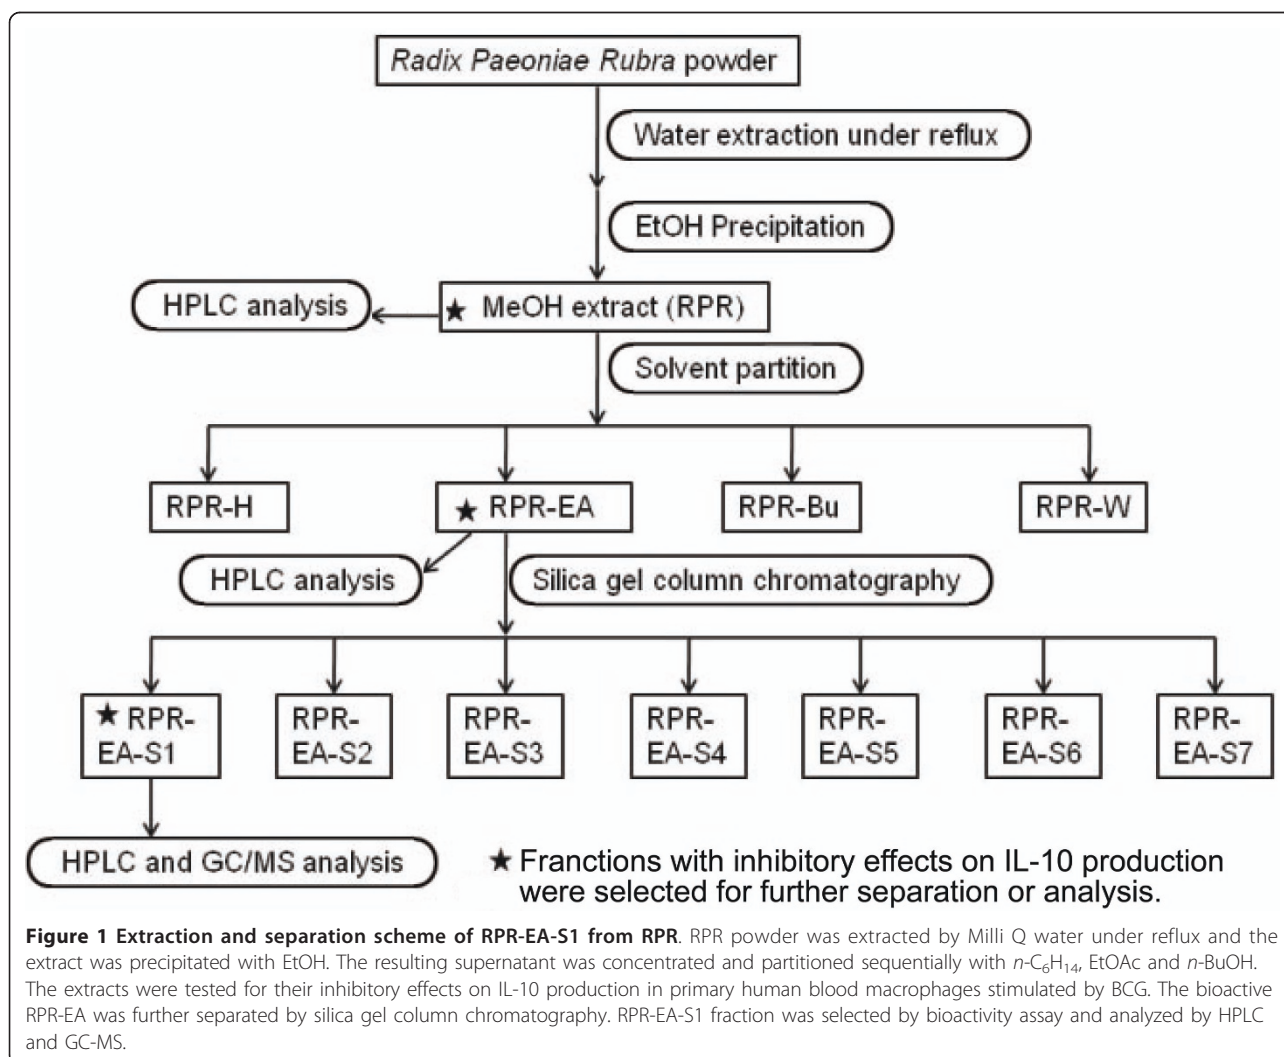 Radix Paeoniae Rubra powder
Water extraction under reflux
EtOH Precipitation
HPLC analysis
★ MeOH extract (RPR)
Solvent partition
RPR-H
★ RPR-EA
RPR-Bu
RPR-W
HPLC analysis
Silica gel column chromatography
★ RPR-
EA-S1
RPR-
EA-S2
RPR-
EA-S3
RPR-
EA-S4
RPR-
EA-S5
RPR-
EA-S6
RPR-
EA-S7
HPLC and GC/MS analysis
★ Franctions with inhibitory effects on IL-10 production
were selected for further separation or analysis.
Figure 1 Extraction and separation scheme of RPR-EA-S1 from RPR. RPR powder was extracted by Milli Q water under reflux and the
extract was precipitated with EtOH. The resulting supernatant was concentrated and partitioned sequentially with n-C₆H₁₄, EtOAc and n-BuOH.
The extracts were tested for their inhibitory effects on IL-10 production in primary human blood macrophages stimulated by BCG. The bioactive
RPR-EA was further separated by silica gel column chromatography. RPR-EA-S1 fraction was selected by bioactivity assay and analyzed by HPLC
and GC-MS.